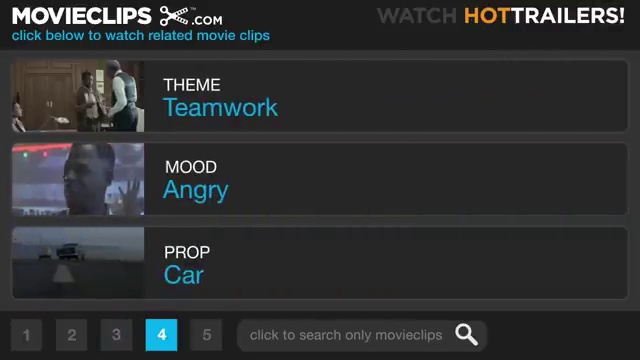 MOVIECLIPS .COM
WATCH HOTTRAILERS!
click below to watch related movie clips
THEME
Teamwork
MOOD
Angry
PROP
Car
1 2 3 4 5
click to search only movieclips